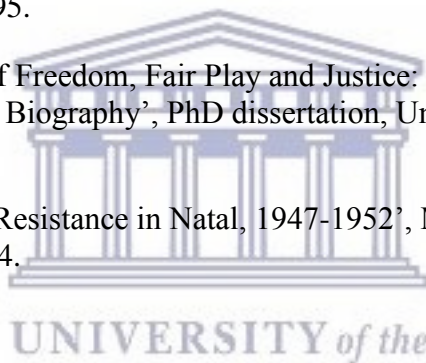 95.
f Freedom, Fair Play and Justice:
Biography’, PhD dissertation, Un
Resistance in Natal, 1947-1952’, M
4.
UNIVERSITY of the